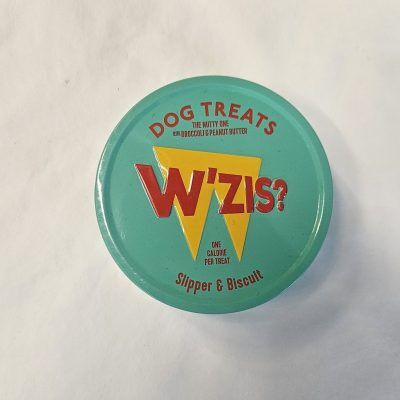 DOG TREATS
THE NUTTY ONE
WITH BROCCOLI & PEANUT BUTTER
W'ZIS?
ONE
CALORIE
PER TREAT
Slipper & Biscuit